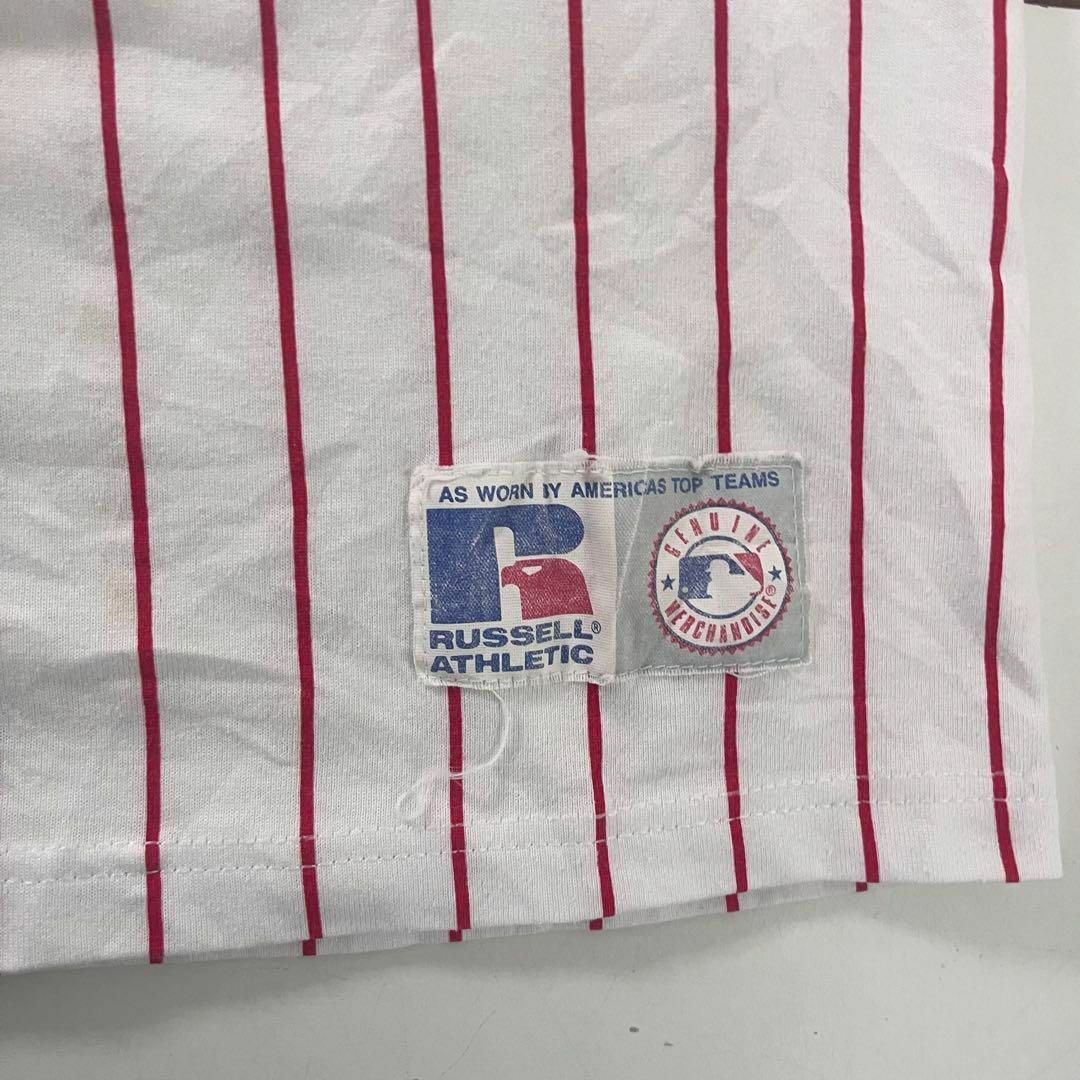 AS WORN BY AMERICAS TOP TEAMS
RUSSELL®
ATHLETIC
GENUINE
MERCHANDISE®